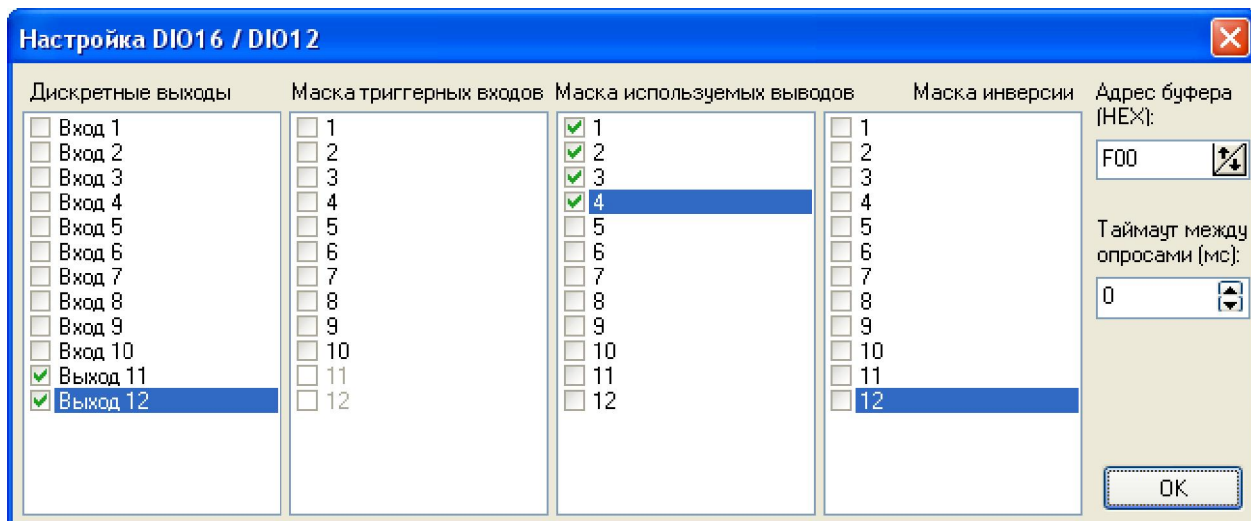 Настройка DIO16 / DIO12
Дискретные выходы
Вход 1
Вход 2
Вход 3
Вход 4
Вход 5
Вход 6
Вход 7
Вход 8
Вход 9
Вход 10
Выход 11
Выход 12
Маска триггерных входов
1
2
3
4
5
6
7
8
9
10
11
12
Маска используемых выводов
1
2
3
4
5
6
7
8
9
10
11
12
Маска инверсии
1
2
3
4
5
6
7
8
9
10
11
12
Адрес буфера
(HEX):
F00
Таймаут между
опросами (мс):
0
OK